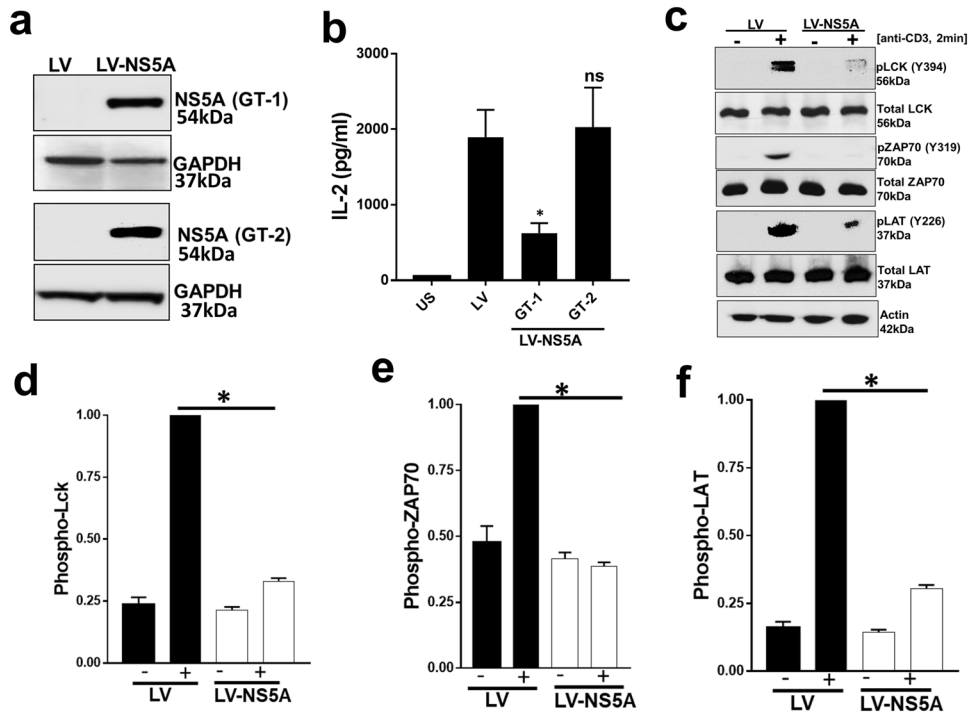 a
LV LV-NS5A
NS5A (GT-1)
54kDa
GAPDH
37kDa
NS5A (GT-2)
54kDa
GAPDH
37kDa
b
IL-2 (pg/ml)
3000
2000
1000
0
*
ns
US
LV
GT-1
GT-2
LV-NS5A
c
LV LV-NS5A
- + - + [anti-CD3, 2min]
pLCK (Y394)
56kDa
Total LCK
56kDa
pZAP70 (Y319)
70kDa
Total ZAP70
70kDa
pLAT (Y226)
37kDa
Total LAT
37kDa
Actin
42kDa
d
*
Phospho-Lck
1.00
0.75
0.50
0.25
0.00
- + - +
LV LV-NS5A
e
*
Phospho-ZAP70
1.00
0.75
0.50
0.25
0.00
- + - +
LV LV-NS5A
f
*
Phospho-LAT
1.00
0.75
0.50
0.25
0.00
- + - +
LV LV-NS5A